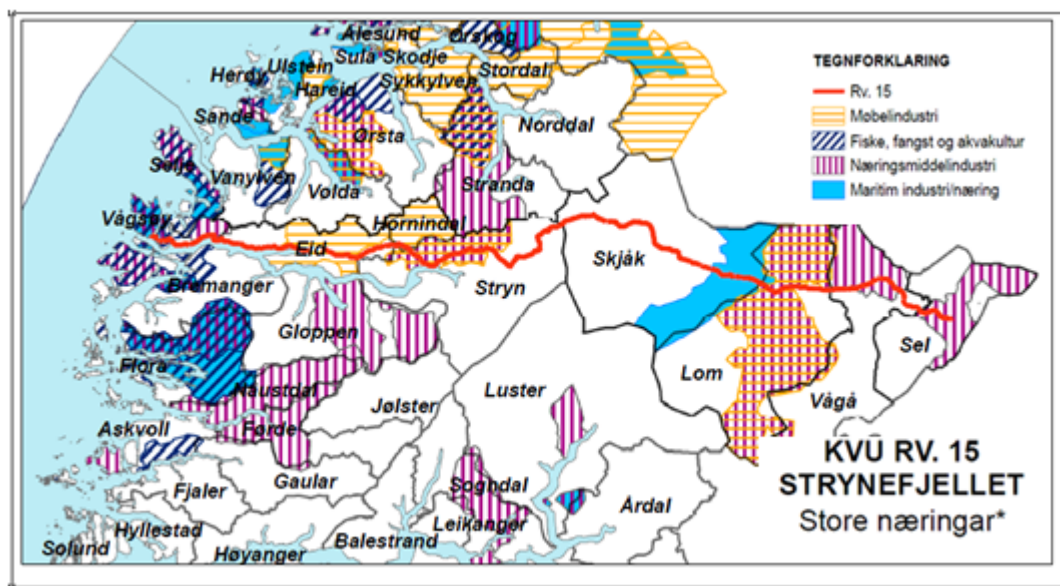 Ålesund
Ørskog
Sula
Skodje
Ulstein
Herøy
Hareid
Sykkylven
Stordal
Sande
Ørsta
Norddal
Selje
Vanylven
Volda
Stranda
Vågsøy
Hornindal
Eid
Skjåk
Bremanger
Stryn
Gloppen
Sel
Flora
Lom
Naustdal
Luster
Vågå
Jølster
Askvoll
Førde
Gaular
Sogndal
Fjaler
Årdal
Leikanger
Hyllestad
Balestrand
Solund
Høyanger
TEGNFORKLARING
Rv. 15
Møbelindustri
Fiske, fangst og akvakultur
Næringsmiddelindustri
Maritim industri/næring
KVU RV. 15
STRYNEFJELLET
Store næringar*